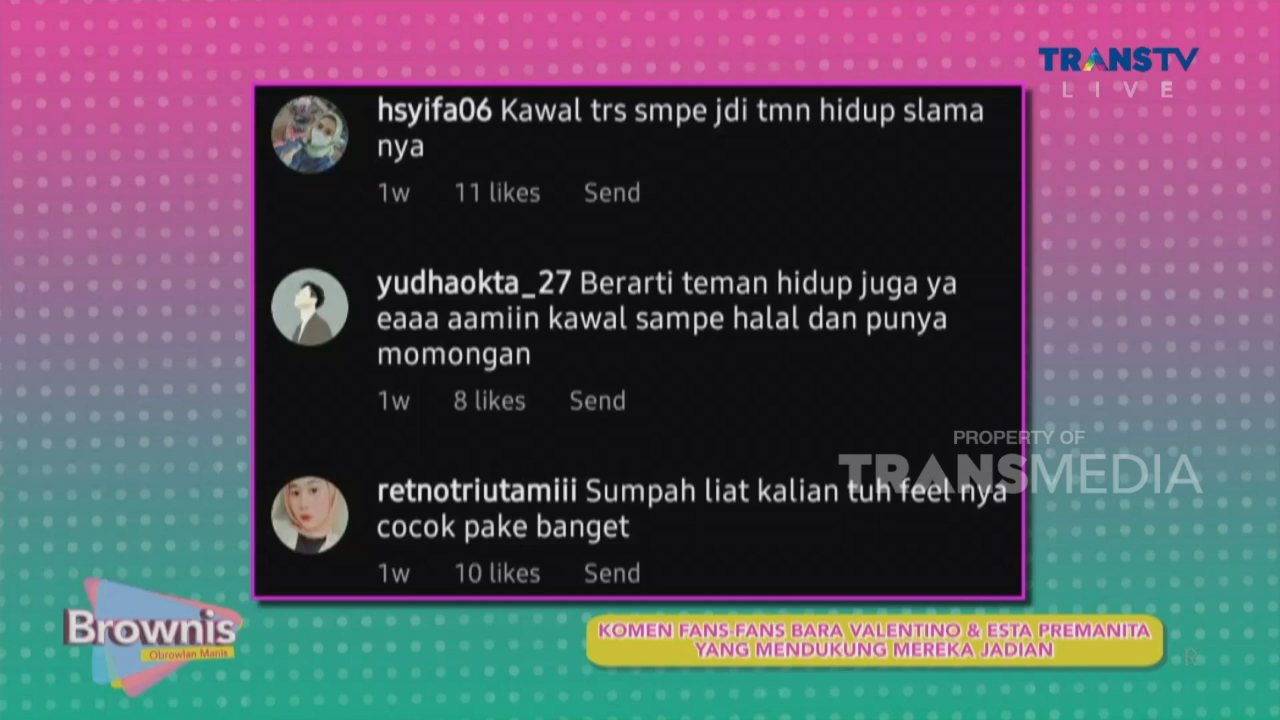 TRANSTV
LIVE
hsyifa06 Kawal trs smpe jdi tmn hidup slama
nya
1w 11 likes Send
yudhaokta_27 Berarti teman hidup juga ya
eaaa aamiin kawal sampe halal dan punya
momongan
1w 8 likes Send
PROPERTY OF
TRANSMEDIA
retnotriutamiii Sumpah liat kalian tuh feel nya
cocok pake banget
1w 10 likes Send
Brownis
Obrowlan Manis
KOMEN FANS-FANS BARA VALENTINO & ESTA PREMANITA
YANG MENDUKUNG MEREKA JADIAN
R